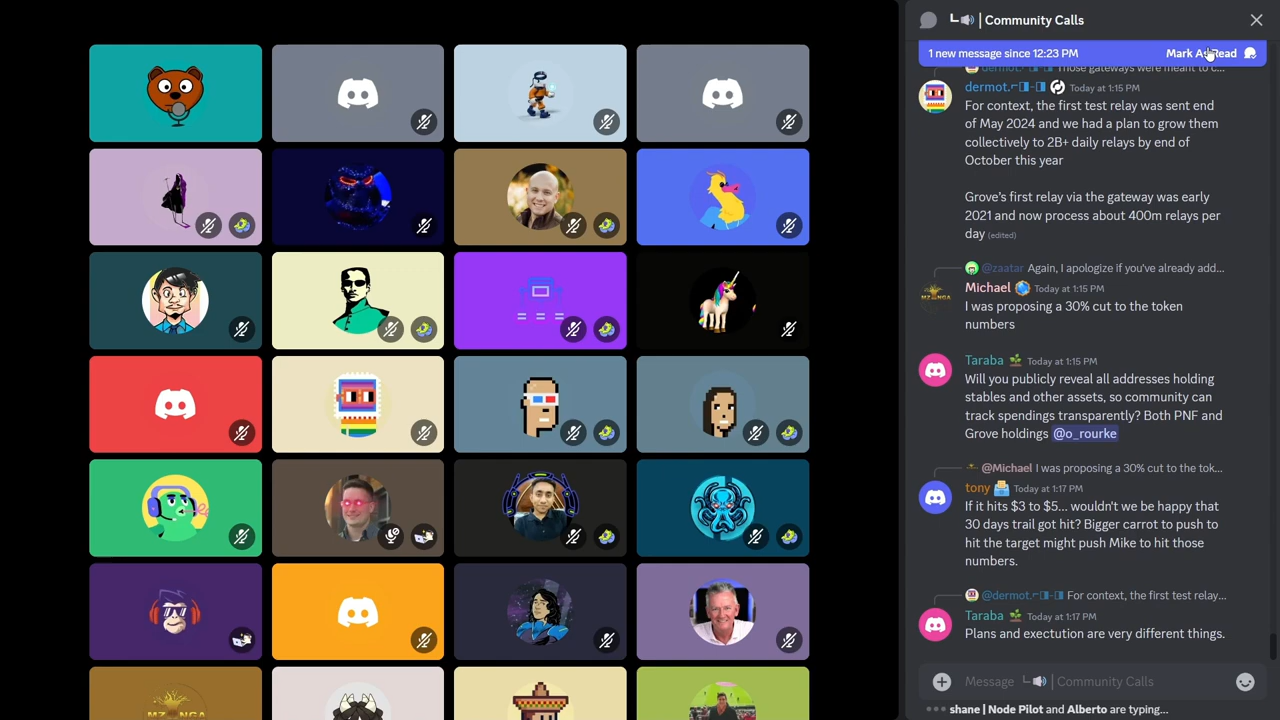 Community Calls
1 new message since 12:23 PM
Mark As Read
Those gateways were meant to c...
dermot. Today at 1:15 PM
For context, the first test relay was sent end
of May 2024 and we had a plan to grow them
collectively to 2B+ daily relays by end of
October this year
Grove's first relay via the gateway was early
2021 and now process about 400m relays per
day (edited)
@zaatar Again, I apologize if you've already add...
Michael Today at 1:15 PM
I was proposing a 30% cut to the token
numbers
Taraba Today at 1:15 PM
Will you publicly reveal all addresses holding
stables and other assets, so community can
track spendings transparently? Both PNF and
Grove holdings @o_rourke
@Michael I was proposing a 30% cut to the tok...
tony Today at 1:17 PM
If it hits $3 to $5... wouldn't we be happy that
30 days trail got hit? Bigger carrot to push to
hit the target might push Mike to hit those
numbers.
@dermot. For context, the first test relay...
Taraba Today at 1:17 PM
Plans and exectution are very different things.
Message Community Calls
shane | Node Pilot and Alberto are typing...
MZONGA